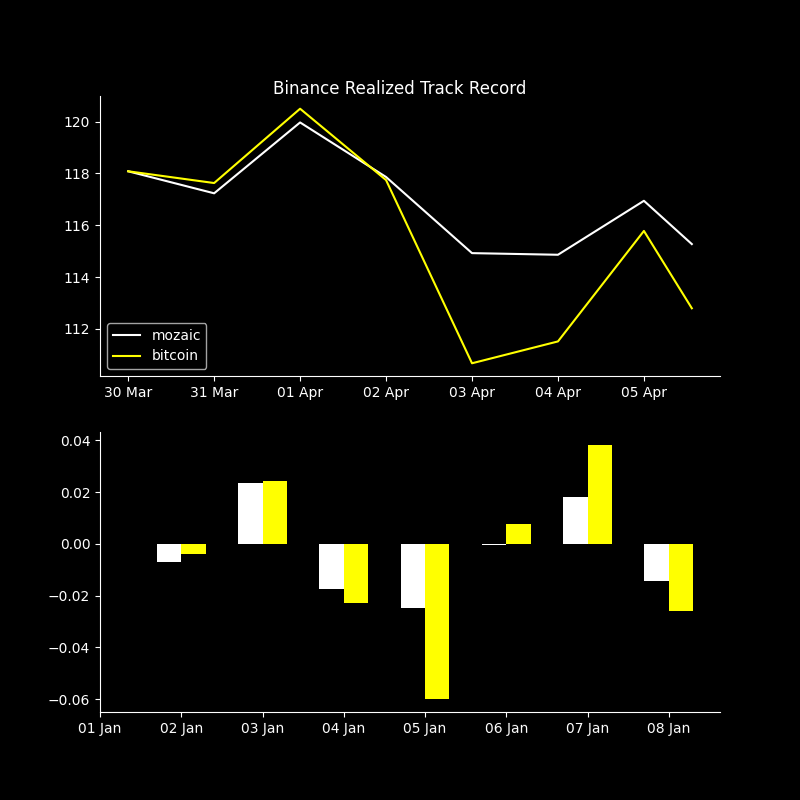 Binance Realized Track Record
120
118
116
114
112
mozaic
bitcoin
30 Mar 31 Mar 01 Apr 02 Apr 03 Apr 04 Apr 05 Apr
0.04
0.02
0.00
−0.02
−0.04
−0.06
01 Jan 02 Jan 03 Jan 04 Jan 05 Jan 06 Jan 07 Jan 08 Jan